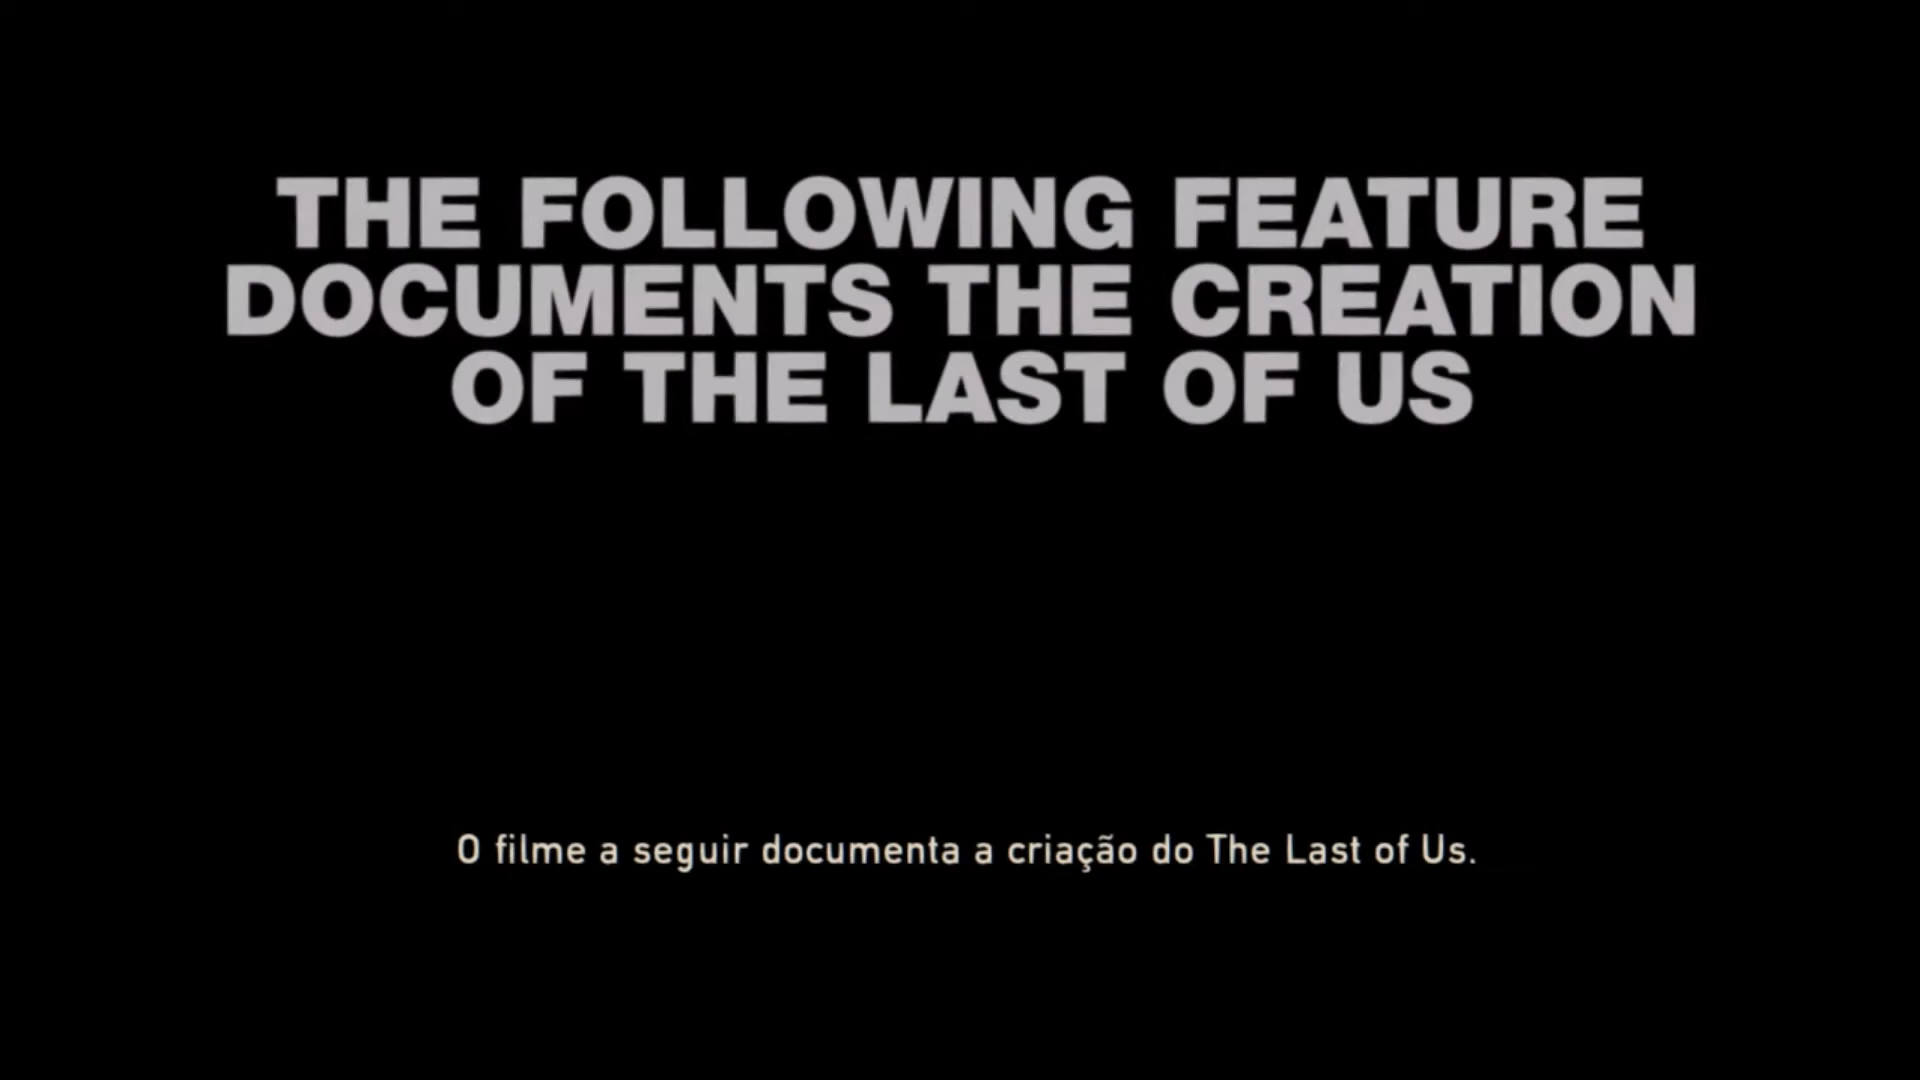 THE FOLLOWING FEATURE
DOCUMENTS THE CREATION
OF THE LAST OF US
O filme a seguir documenta a criação do The Last of Us.